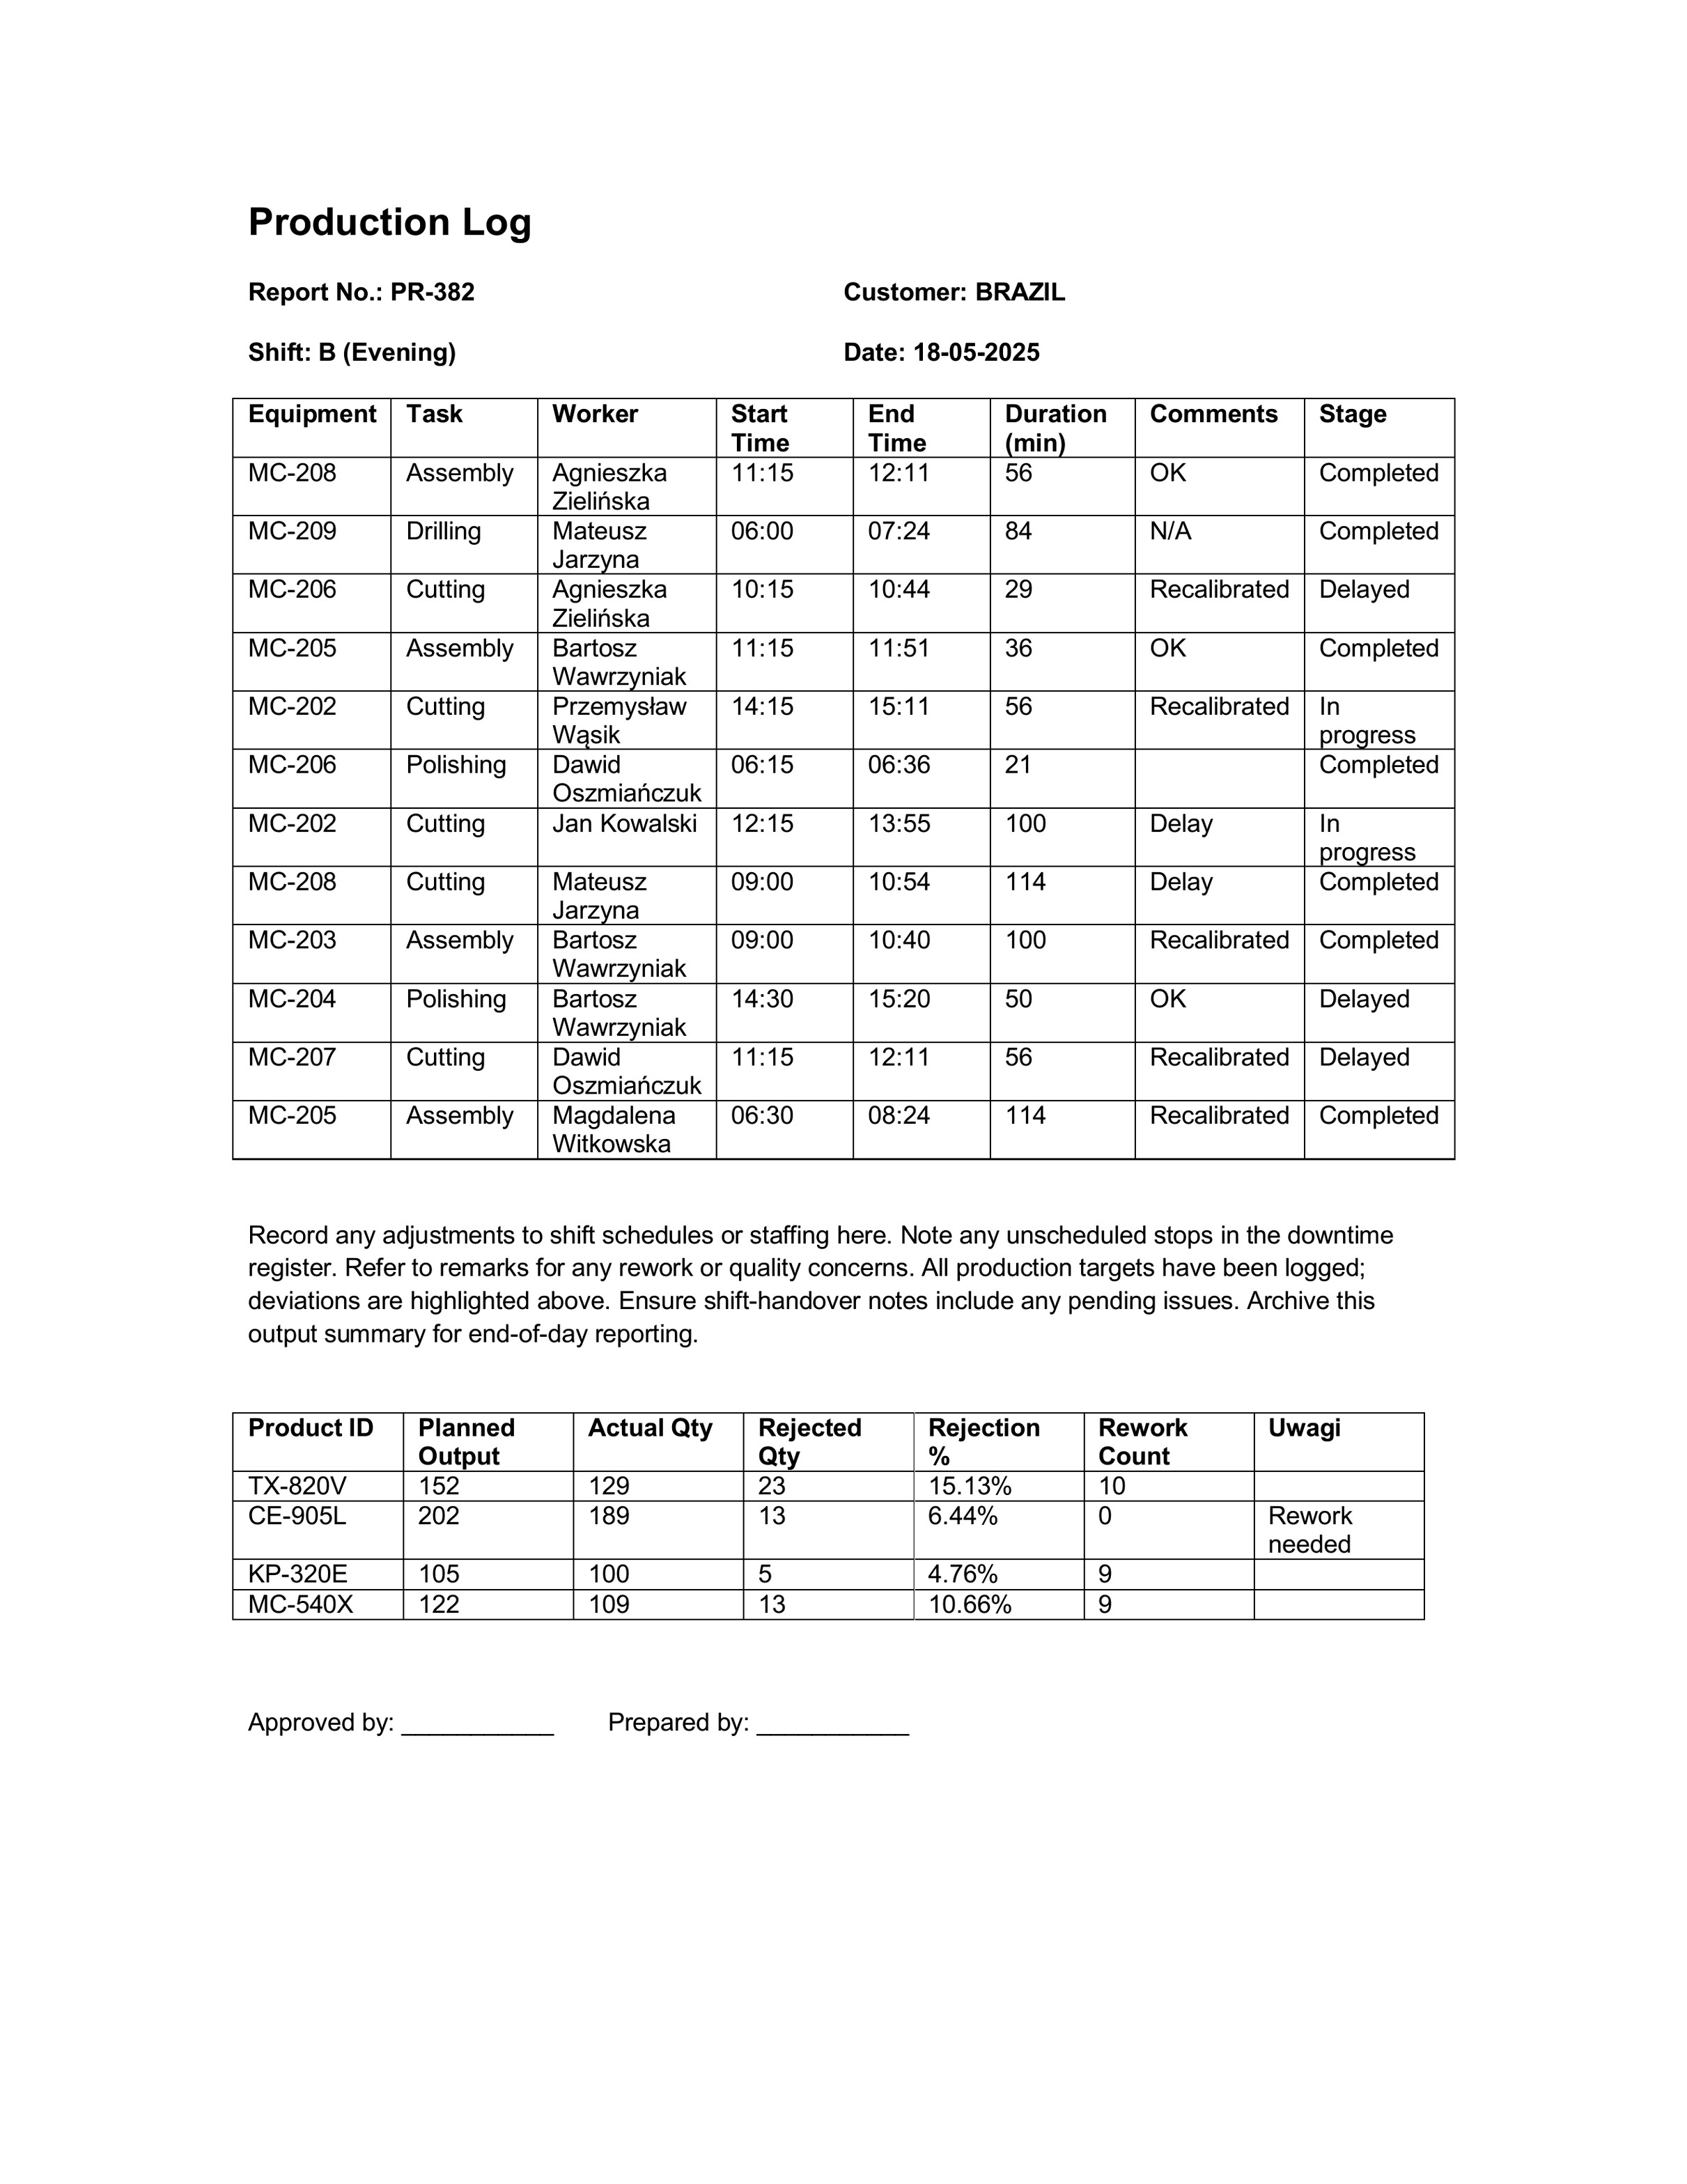 Production Log
Report No.: PR-382 Customer: BRAZIL
Shift: B (Evening) Date: 18-05-2025
Equipment Task Worker Start Time End Time Duration (min) Comments Stage
MC-208 Assembly Agnieszka Zielińska 11:15 12:11 56 OK Completed
MC-209 Drilling Mateusz Jarzyna 06:00 07:24 84 N/A Completed
MC-206 Cutting Agnieszka Zielińska 10:15 10:44 29 Recalibrated Delayed
MC-205 Assembly Bartosz Wawrzyniak 11:15 11:51 36 OK Completed
MC-202 Cutting Przemysław Wąsik 14:15 15:11 56 Recalibrated In progress
MC-206 Polishing Dawid Oszmiańczuk 06:15 06:36 21 Completed
MC-202 Cutting Jan Kowalski 12:15 13:55 100 Delay In progress
MC-208 Cutting Mateusz Jarzyna 09:00 10:54 114 Delay Completed
MC-203 Assembly Bartosz Wawrzyniak 09:00 10:40 100 Recalibrated Completed
MC-204 Polishing Bartosz Wawrzyniak 14:30 15:20 50 OK Delayed
MC-207 Cutting Dawid Oszmiańczuk 11:15 12:11 56 Recalibrated Delayed
MC-205 Assembly Magdalena Witkowska 06:30 08:24 114 Recalibrated Completed
Record any adjustments to shift schedules or staffing here. Note any unscheduled stops in the downtime
register. Refer to remarks for any rework or quality concerns. All production targets have been logged;
deviations are highlighted above. Ensure shift-handover notes include any pending issues. Archive this
output summary for end-of-day reporting.
Product ID Planned Output Actual Qty Rejected Qty Rejection % Rework Count Uwagi
TX-820V 152 129 23 15.13% 10
CE-905L 202 189 13 6.44% 0 Rework needed
KP-320E 105 100 5 4.76% 9
MC-540X 122 109 13 10.66% 9
Approved by: ___________ Prepared by: ___________